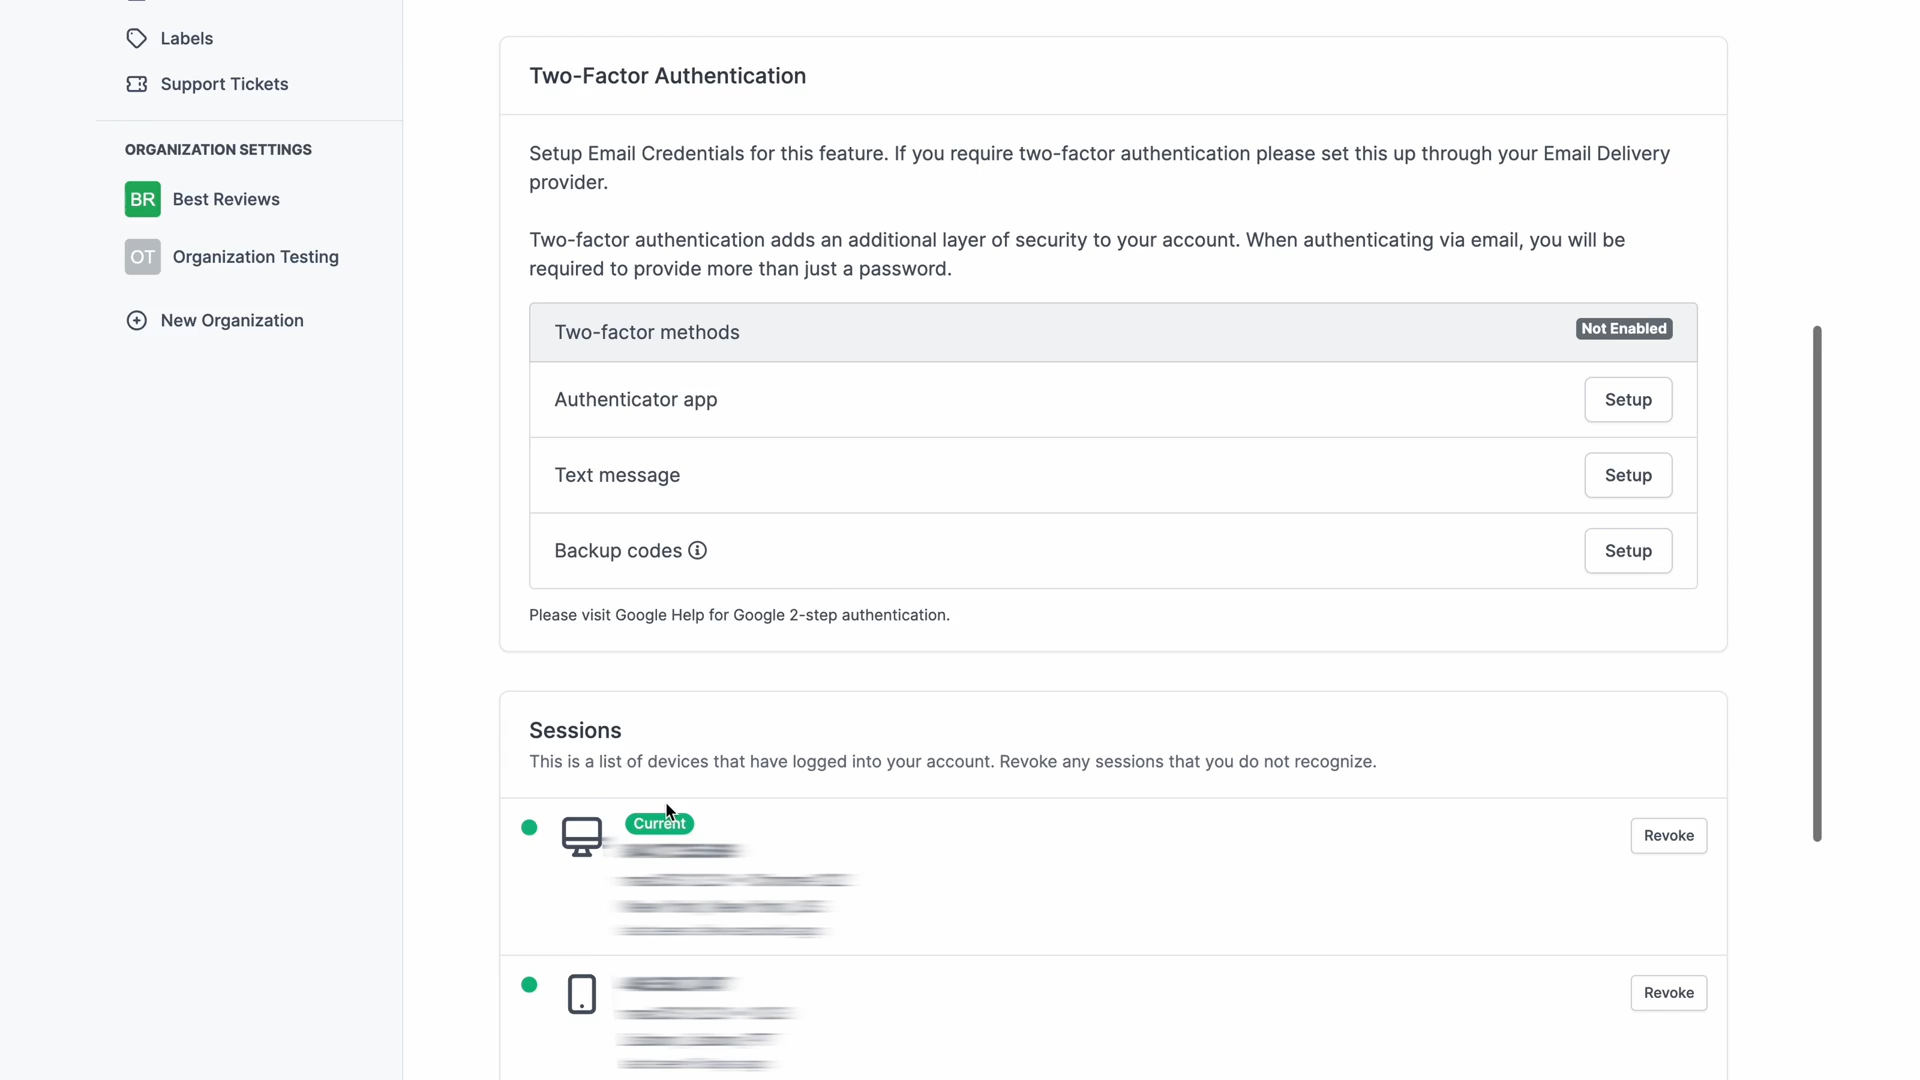 Labels
Support Tickets
ORGANIZATION SETTINGS
BR Best Reviews
OT Organization Testing
New Organization
Two-Factor Authentication
Setup Email Credentials for this feature. If you require two-factor authentication please set this up through your Email Delivery
provider.
Two-factor authentication adds an additional layer of security to your account. When authenticating via email, you will be
required to provide more than just a password.
Two-factor methods Not Enabled
Authenticator app Setup
Text message Setup
Backup codes Setup
Please visit Google Help for Google 2-step authentication.
Sessions
This is a list of devices that have logged into your account. Revoke any sessions that you do not recognize.
Current
Revoke
Revoke